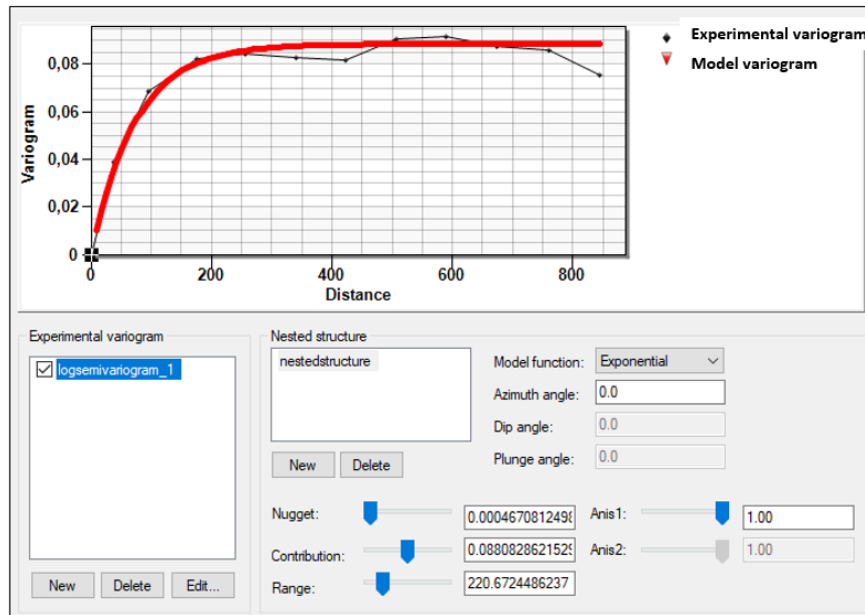 Experimental variogram
Model variogram
Variogram
0,08
0,06
0,04
0,02
0
0 200 400 600 800
Distance
Experimental variogram
logsemivariogram_1
New Delete Edit...
Nested structure
nestedstructure
New Delete
Model function: Exponential
Azimuth angle: 0.0
Dip angle: 0.0
Plunge angle: 0.0
Nugget: 0.0004670812498
Contribution: 0.0880828621529
Range: 220.6724486237
Anis1: 1.00
Anis2: 1.00